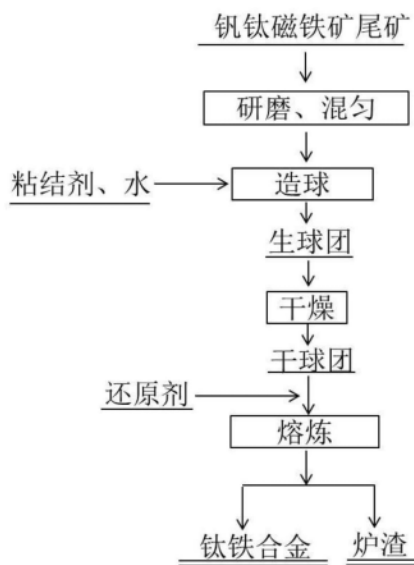 钒钛磁铁矿尾矿
研磨、混匀
粘结剂、水
造球
生球团
干燥
干球团
还原剂
熔炼
钛铁合金
炉渣